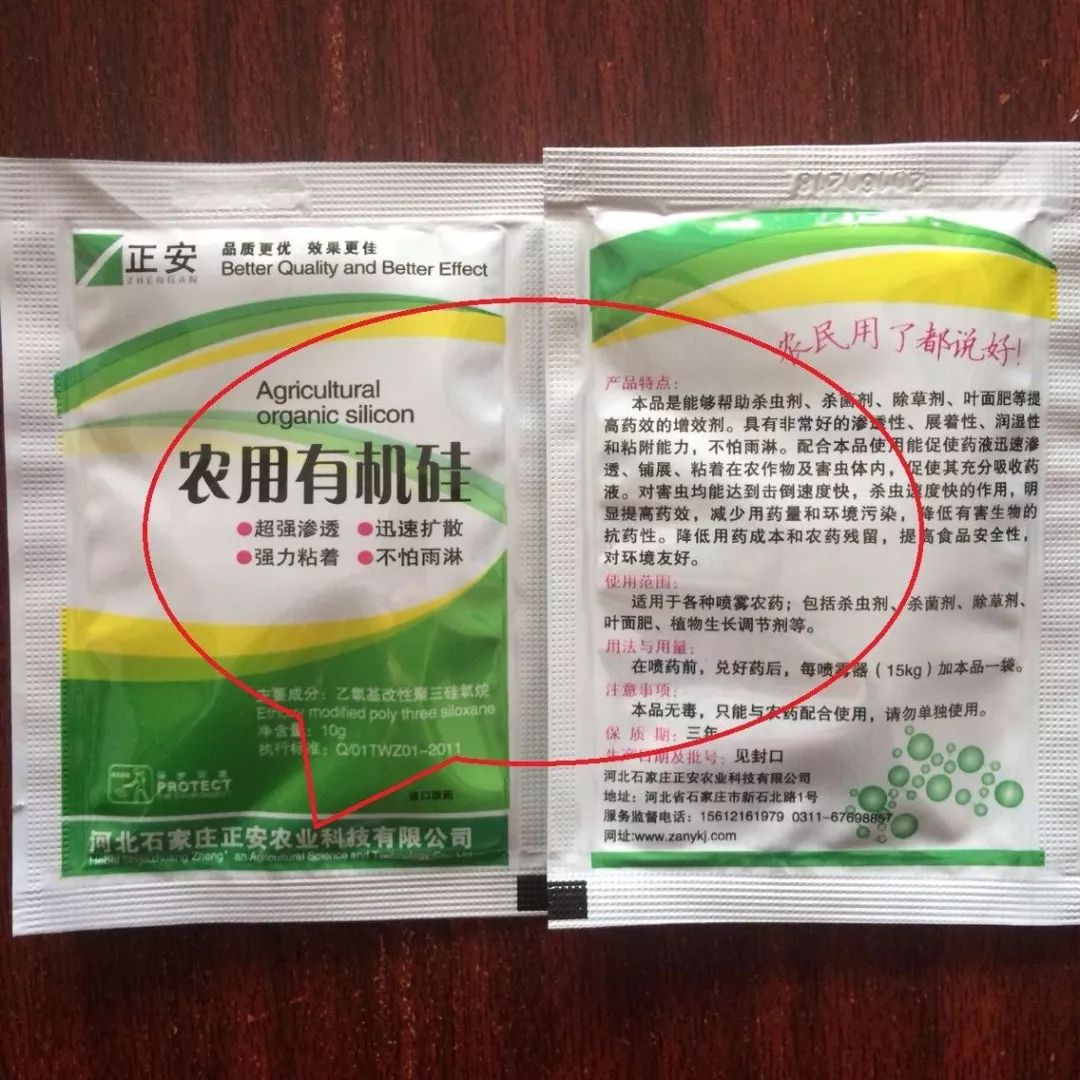 正安
ZHENGAN
品质更优 效果更佳
Better Quality and Better Effect
Agricultural
organic silicon
农用有机硅
●超强渗透 ●迅速扩散
●强力粘着 ●不怕雨淋
主要成分：乙氧基改性聚三硅氧烷
Ethoxy modified poly three siloxane
净含量：10g
执行标准：Q/01TWZ01-2011
PROTECT
进口原药
河北石家庄正安农业科技有限公司
农民用了都说好！
产品特点：
本品是能够帮助杀虫剂、杀菌剂、除草剂、叶面肥等提
高药效的增效剂。具有非常好的渗透性、展着性、润湿性
和粘附能力，不怕雨淋。配合本品使用能促使药液迅速渗
透、铺展、粘着在农作物及害虫体内，促使其充分吸收药
液。对害虫均能达到击倒速度快，杀虫速度快的作用，明
显提高药效，减少用药量和环境污染，降低有害生物的
抗药性。降低用药成本和农药残留，提高食品安全性，
对环境友好。
使用范围：
适用于各种喷雾农药；包括杀虫剂、杀菌剂、除草剂、
叶面肥、植物生长调节剂等。
用法与用量：
在喷药前，兑好药后，每喷雾器（15kg）加本品一袋。
注意事项：
本品无毒，只能与农药配合使用，请勿单独使用。
保 质 期：三年
生产日期及批号：见封口
河北石家庄正安农业科技有限公司
地址：河北省石家庄市新石北路1号
服务监督电话：15612161979 0311-67698857
网址:www.zanykj.com